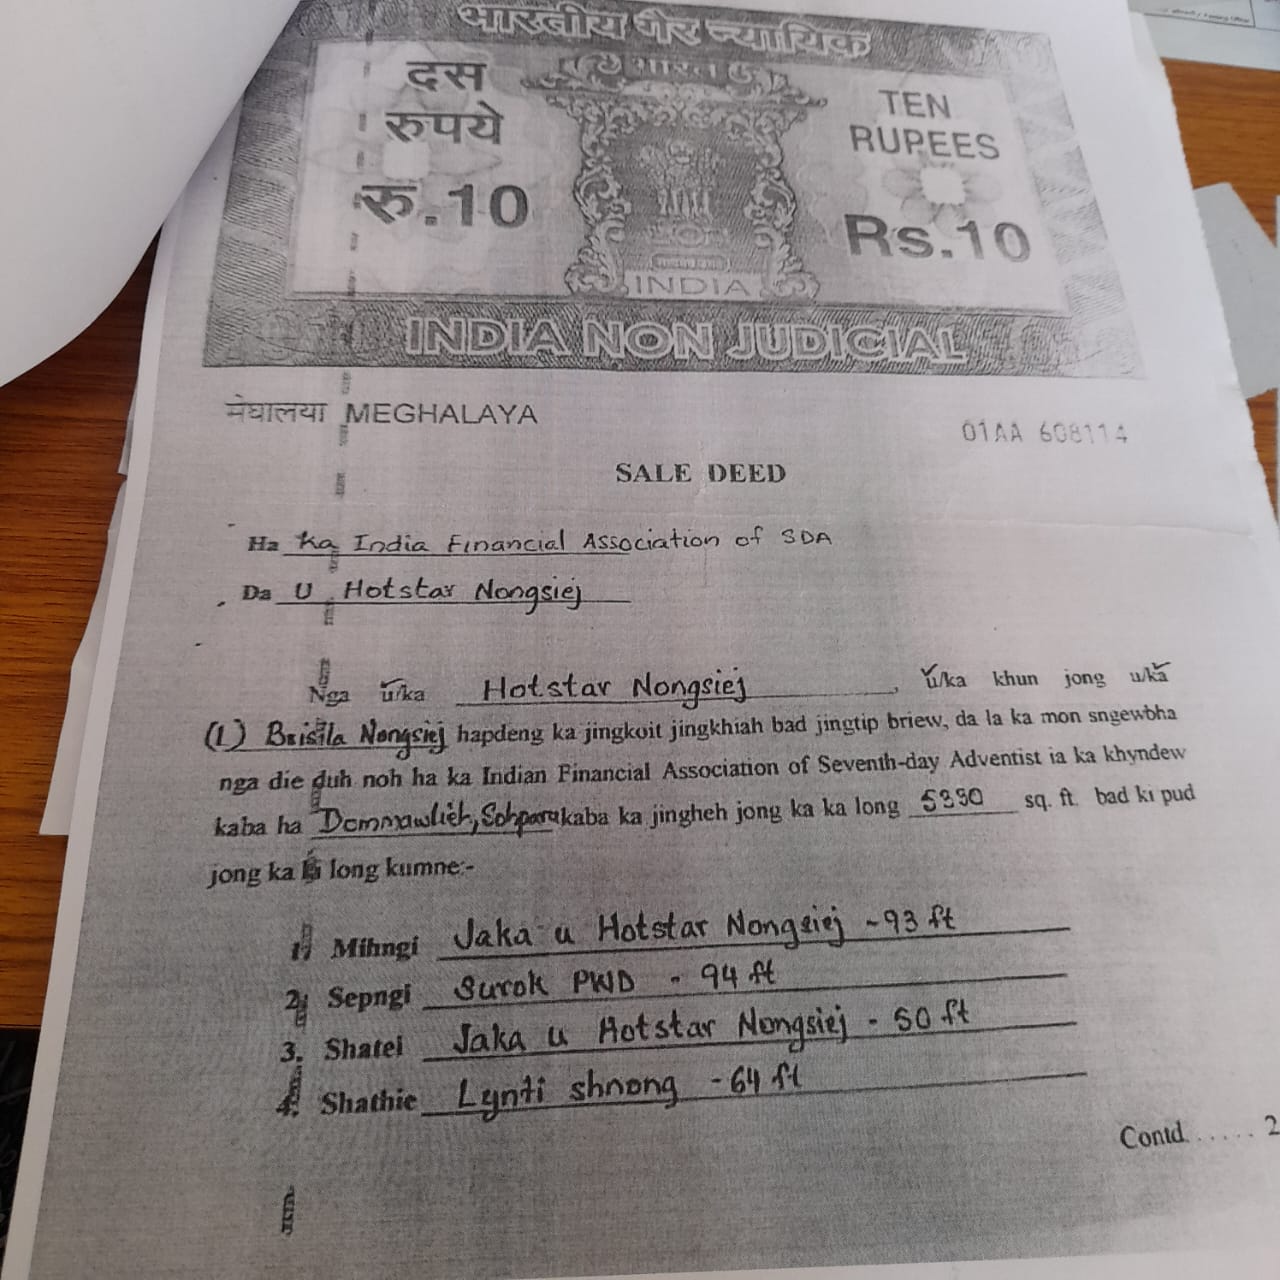 भारतीय गैर न्यायिक
भारत
दस
रुपये
रु.10
TEN
RUPEES
Rs.10
INDIA
INDIA NON JUDICIAL
मेघालया MEGHALAYA
01AA 608114
SALE DEED
Ha Ka India Financial Association of SDA
Da U Hotstar Nongsiej
Nga u/ka Hotstar Nongsiej, u/ka khun jong u/ka
(L) Brisila Nongsiej hapdeng ka jingkoit jingkhiah bad jingtip briew, da la ka mon sngewbha
nga die duh noh ha ka Indian Financial Association of Seventh-day Adventist ia ka khyndew
kaba ha Dommawlieh, Sohpara kaba ka jingheh jong ka ka long 5390 sq. ft. bad ki pud
jong ka ki long kumne:-
1. Mihngi Jaka u Hotstar Nongsiej - 93 ft
2. Sepngi Surok PWD - 94 ft
3. Shatei Jaka u Hotstar Nongsiej - 50 ft
4. Shathie Lynti shnong - 64 ft
Contd ..... 2